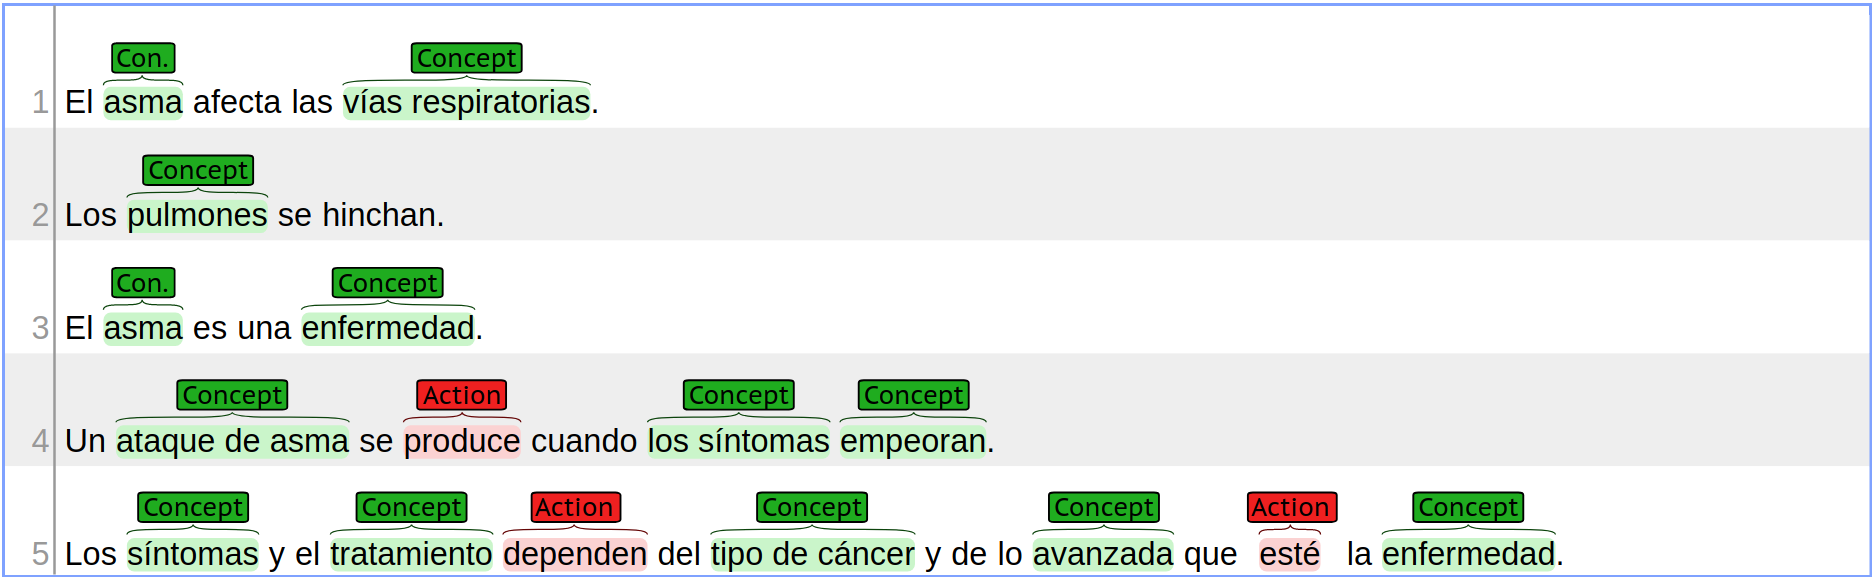 Con. Concept
1 El asma afecta las vías respiratorias.
Concept
2 Los pulmones se hinchan.
Con. Concept
3 El asma es una enfermedad.
Concept Action Concept Concept
4 Un ataque de asma se produce cuando los síntomas empeoran.
Concept Concept Action Concept Concept Action Concept
5 Los síntomas y el tratamiento dependen del tipo de cáncer y de lo avanzada que esté la enfermedad.